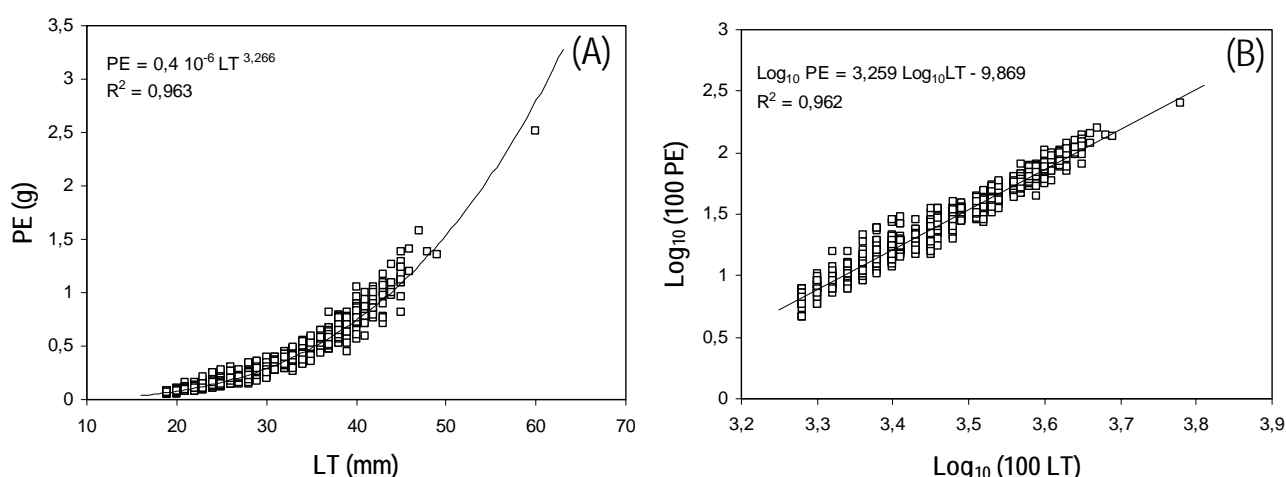 (A)
PE = 0,4 10⁻⁶ LT ³,²⁶⁶
R² = 0,963
3,5
3
2,5
2
1,5
1
0,5
0
PE (g)
10 20 30 40 50 60 70
LT (mm)
(B)
Log₁₀ PE = 3,259 Log₁₀LT - 9,869
R² = 0,962
3
2,5
2
1,5
1
0,5
0
Log₁₀ (100 PE)
3,2 3,3 3,4 3,5 3,6 3,7 3,8 3,9
Log₁₀ (100 LT)